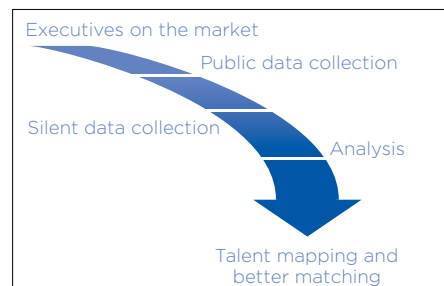 Executives on the market
Public data collection
Silent data collection
Analysis
Talent mapping and
better matching